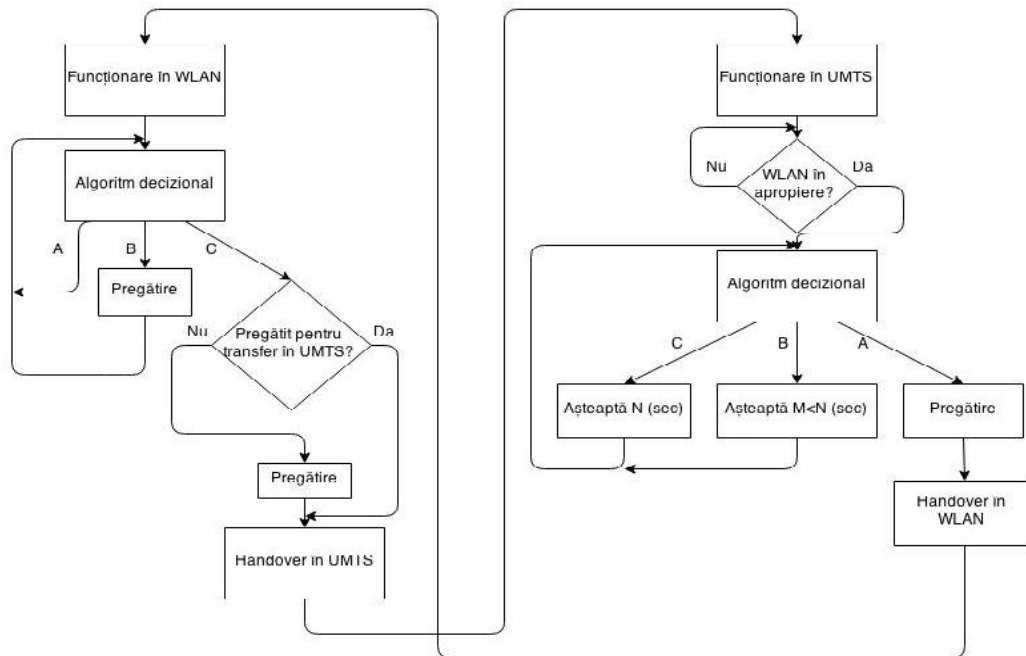 Funcționare în WLAN
Algoritm decizional
A
B
C
Pregătire
Nu
Pregătit pentru
transfer în UMTS?
Da
Pregătire
Handover în UMTS
Funcționare în UMTS
Nu
WLAN în
apropiere?
Da
Algoritm decizional
C
B
A
Așteaptă N (sec)
Așteaptă M<N (sec)
Pregătire
Handover în
WLAN